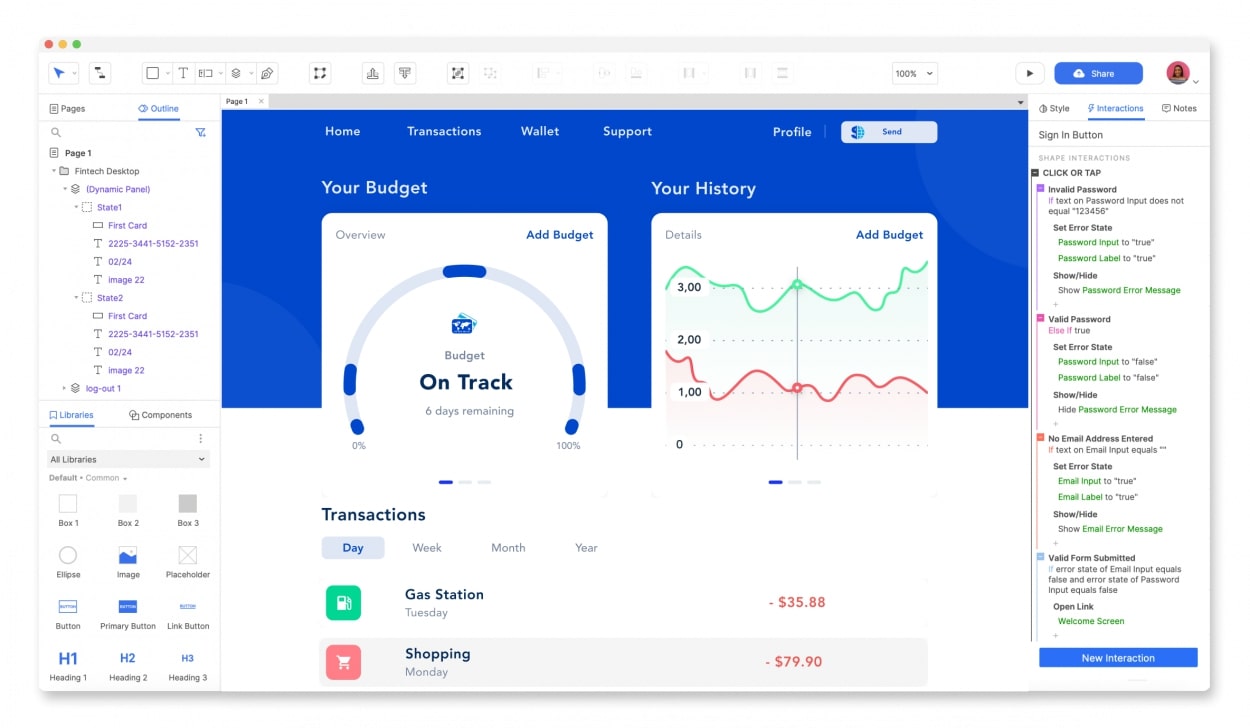 100%
Share
Pages
Outline
Page 1
Fintech Desktop
(Dynamic Panel)
State1
First Card
2225-3441-5152-2351
02/24
image 22
State2
First Card
2225-3441-5152-2351
02/24
image 22
log-out 1
Libraries
Components
All Libraries
Default • Common
Box 1
Box 2
Box 3
Ellipse
Image
Placeholder
BUTTON
BUTTON
BUTTON
Button
Primary Button
Link Button
H1
H2
H3
Heading 1
Heading 2
Heading 3
Page 1
Home
Transactions
Wallet
Support
Profile
Send
Your Budget
Overview
Add Budget
Budget
On Track
6 days remaining
0%
100%
Your History
Details
Add Budget
3,00
2,00
1,00
0
Transactions
Day
Week
Month
Year
Gas Station
Tuesday
- $35.88
Shopping
Monday
- $79.90
Style
Interactions
Notes
Sign In Button
SHAPE INTERACTIONS
CLICK OR TAP
Invalid Password
If text on Password Input does not
equal "123456"
Set Error State
Password Input to "true"
Password Label to "true"
Show/Hide
Show Password Error Message
Valid Password
Else If true
Set Error State
Password Input to "false"
Password Label to "false"
Show/Hide
Hide Password Error Message
No Email Address Entered
If text on Email Input equals ""
Set Error State
Email Input to "true"
Email Label to "true"
Show/Hide
Show Email Error Message
Valid Form Submitted
If error state of Email Input equals
false and error state of Password
Input equals false
Open Link
Welcome Screen
New Interaction